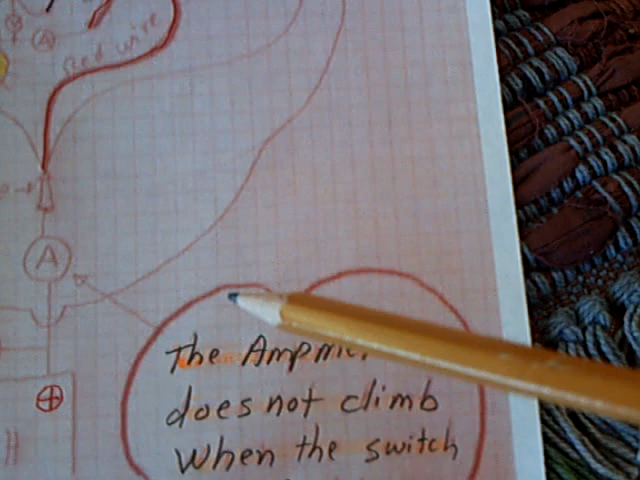 A
Red wire
A
The
does not climb
When the switch